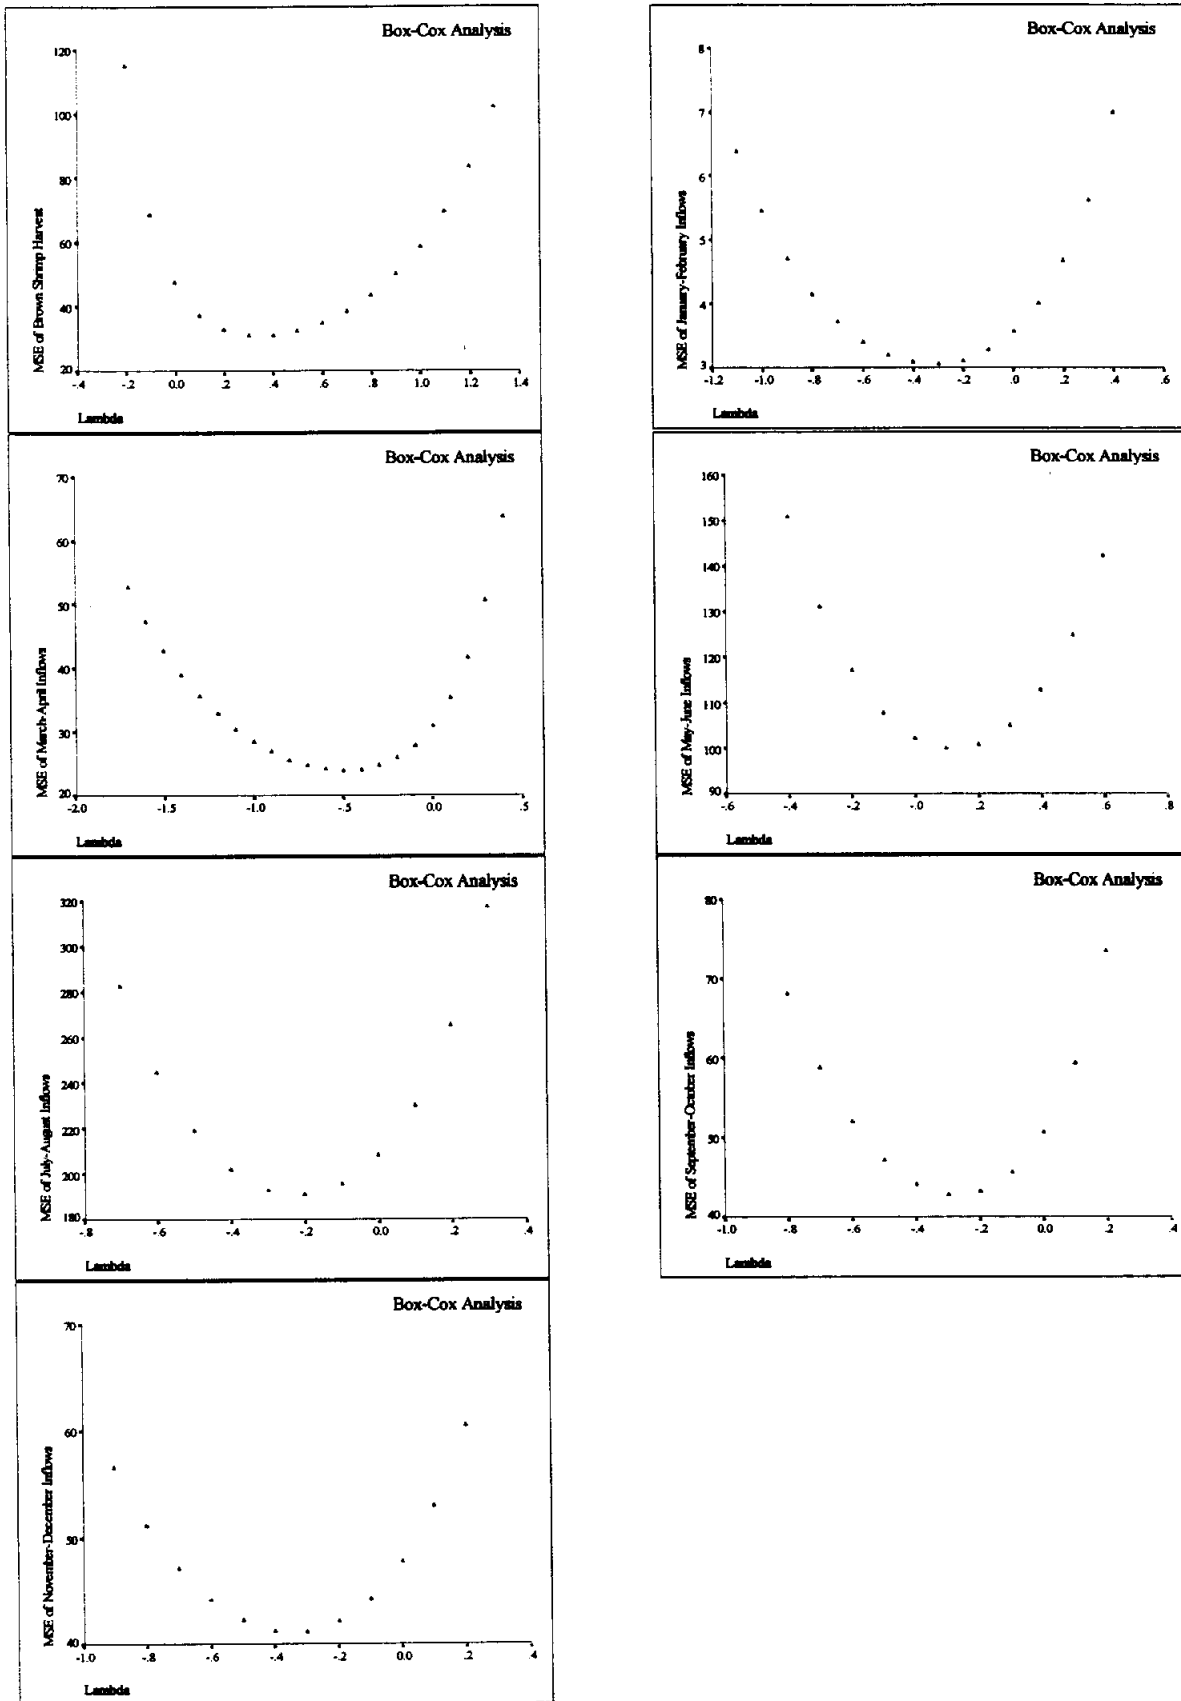 Box-Cox Analysis
MSE of Brown Shrimp Harvest
120
100
80
60
40
20
-.4 -.2 0.0 .2 .4 .6 .8 1.0 1.2 1.4
Lambda
Box-Cox Analysis
MSE of January-February Inflows
8
7
6
5
4
3
-1.2 -1.0 -.8 -.6 -.4 -.2 .0 .2 .4 .6
Lambda
Box-Cox Analysis
MSE of March-April Inflows
70
60
50
40
30
20
-2.0 -1.5 -1.0 -.5 0.0 .5
Lambda
Box-Cox Analysis
MSE of May-June Inflows
160
150
140
130
120
110
100
90
-.6 -.4 -.2 -.0 .2 .4 .6 .8
Lambda
Box-Cox Analysis
MSE of July-August Inflows
320
300
280
260
240
220
200
180
-.8 -.6 -.4 -.2 0.0 .2 .4
Lambda
Box-Cox Analysis
MSE of September-October Inflows
80
70
60
50
40
-1.0 -.8 -.6 -.4 -.2 0.0 .2 .4
Lambda
Box-Cox Analysis
MSE of November-December Inflows
70
60
50
40
-1.0 -.8 -.6 -.4 -.2 0.0 .2 .4
Lambda